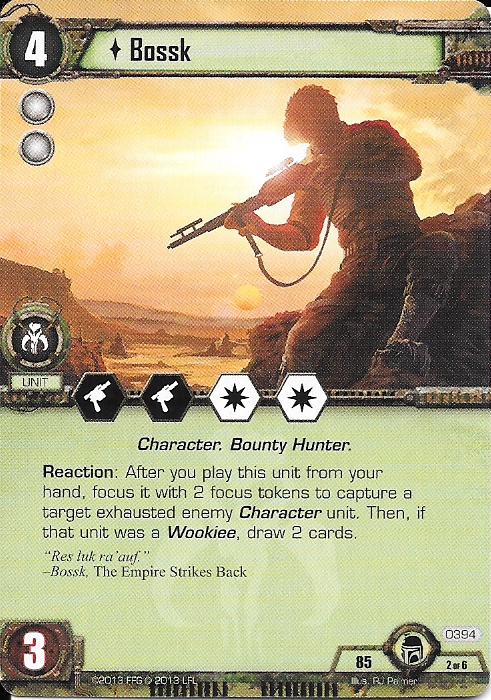 4
Bossk
UNIT
Character. Bounty Hunter.
Reaction: After you play this unit from your
hand, focus it with 2 focus tokens to capture a
target exhausted enemy Character unit. Then, if
that unit was a Wookiee, draw 2 cards.
“Res luk ra’auf.”
–Bossk, The Empire Strikes Back
3
85
0394
2 of 6
©2013 FFG © 2013 LFL
Illus. RJ Palmer